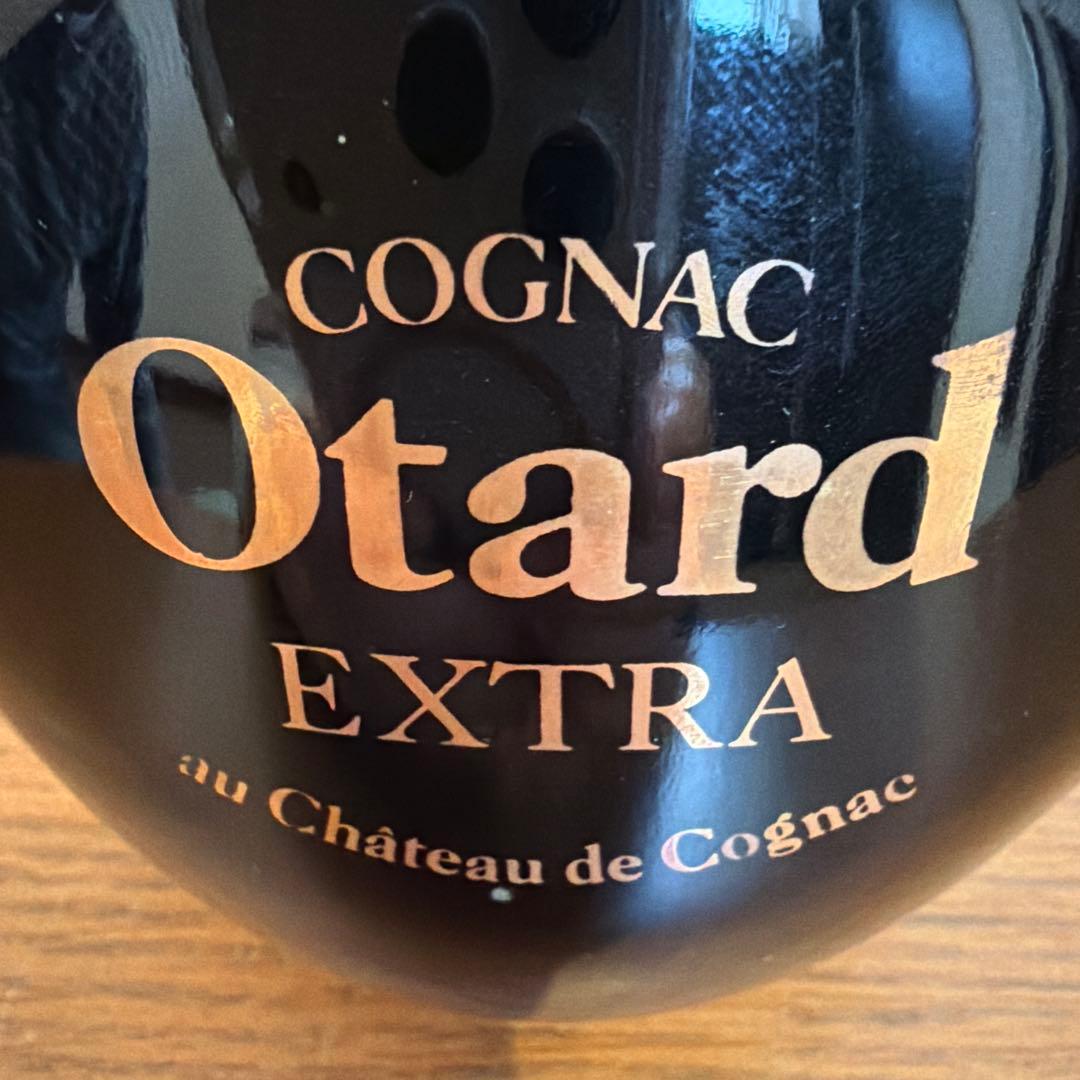 COGNAC
Otard
EXTRA
au Château de Cognac